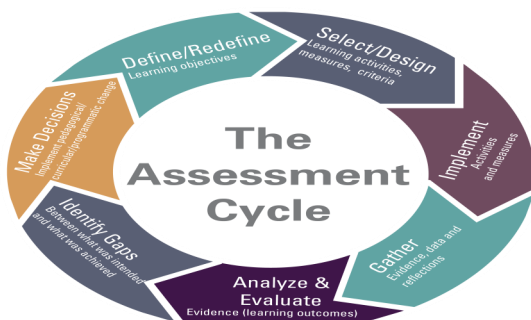 The
Assessment
Cycle
Define/Redefine
Learning objectives
Select/Design
Learning activities,
measures, criteria
Implement
Activities
and measures
Gather
Evidence, data and
reflections
Analyze &
Evaluate
Evidence (learning outcomes)
Identify Gaps
Between what was intended
and what was achieved
Make Decisions
Implement pedagogical/
curricular/programmatic change